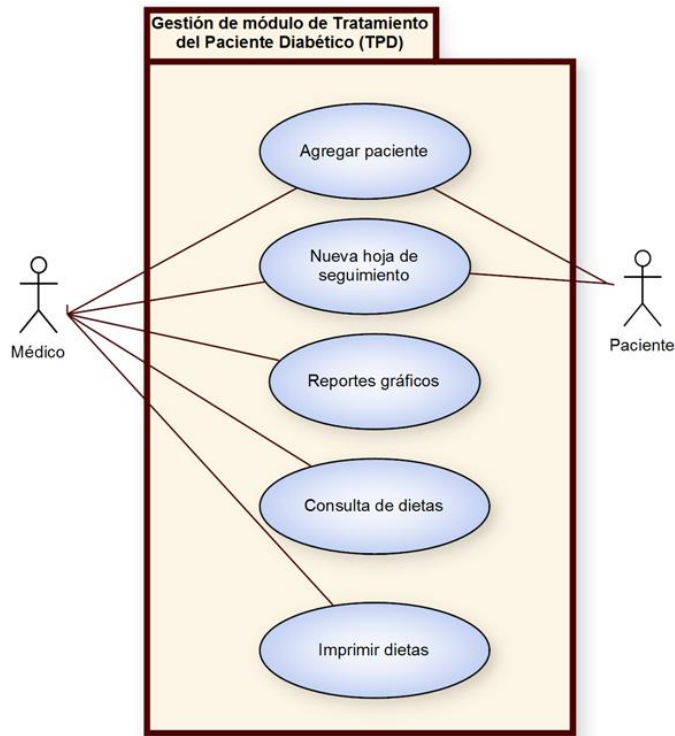 Gestión de módulo de Tratamiento
del Paciente Diabético (TPD)
Agregar paciente
Nueva hoja de
seguimiento
Médico
Paciente
Reportes gráficos
Consulta de dietas
Imprimir dietas